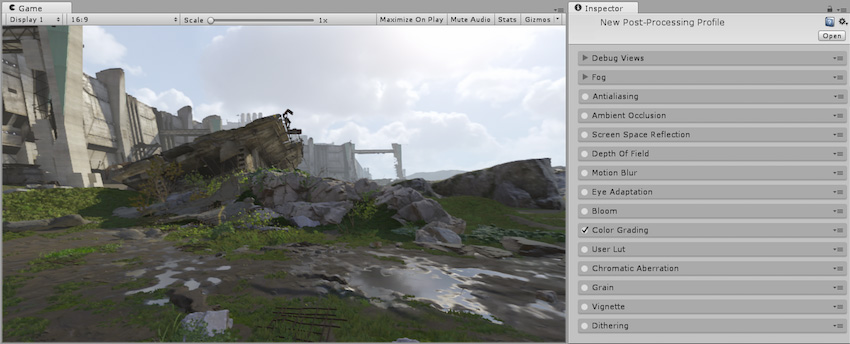 Game
Display 1 16:9 Scale 1x Maximize On Play Mute Audio Stats Gizmos
Inspector
New Post-Processing Profile
Open
Debug Views
Fog
Antialiasing
Ambient Occlusion
Screen Space Reflection
Depth Of Field
Motion Blur
Eye Adaptation
Bloom
Color Grading
User Lut
Chromatic Aberration
Grain
Vignette
Dithering